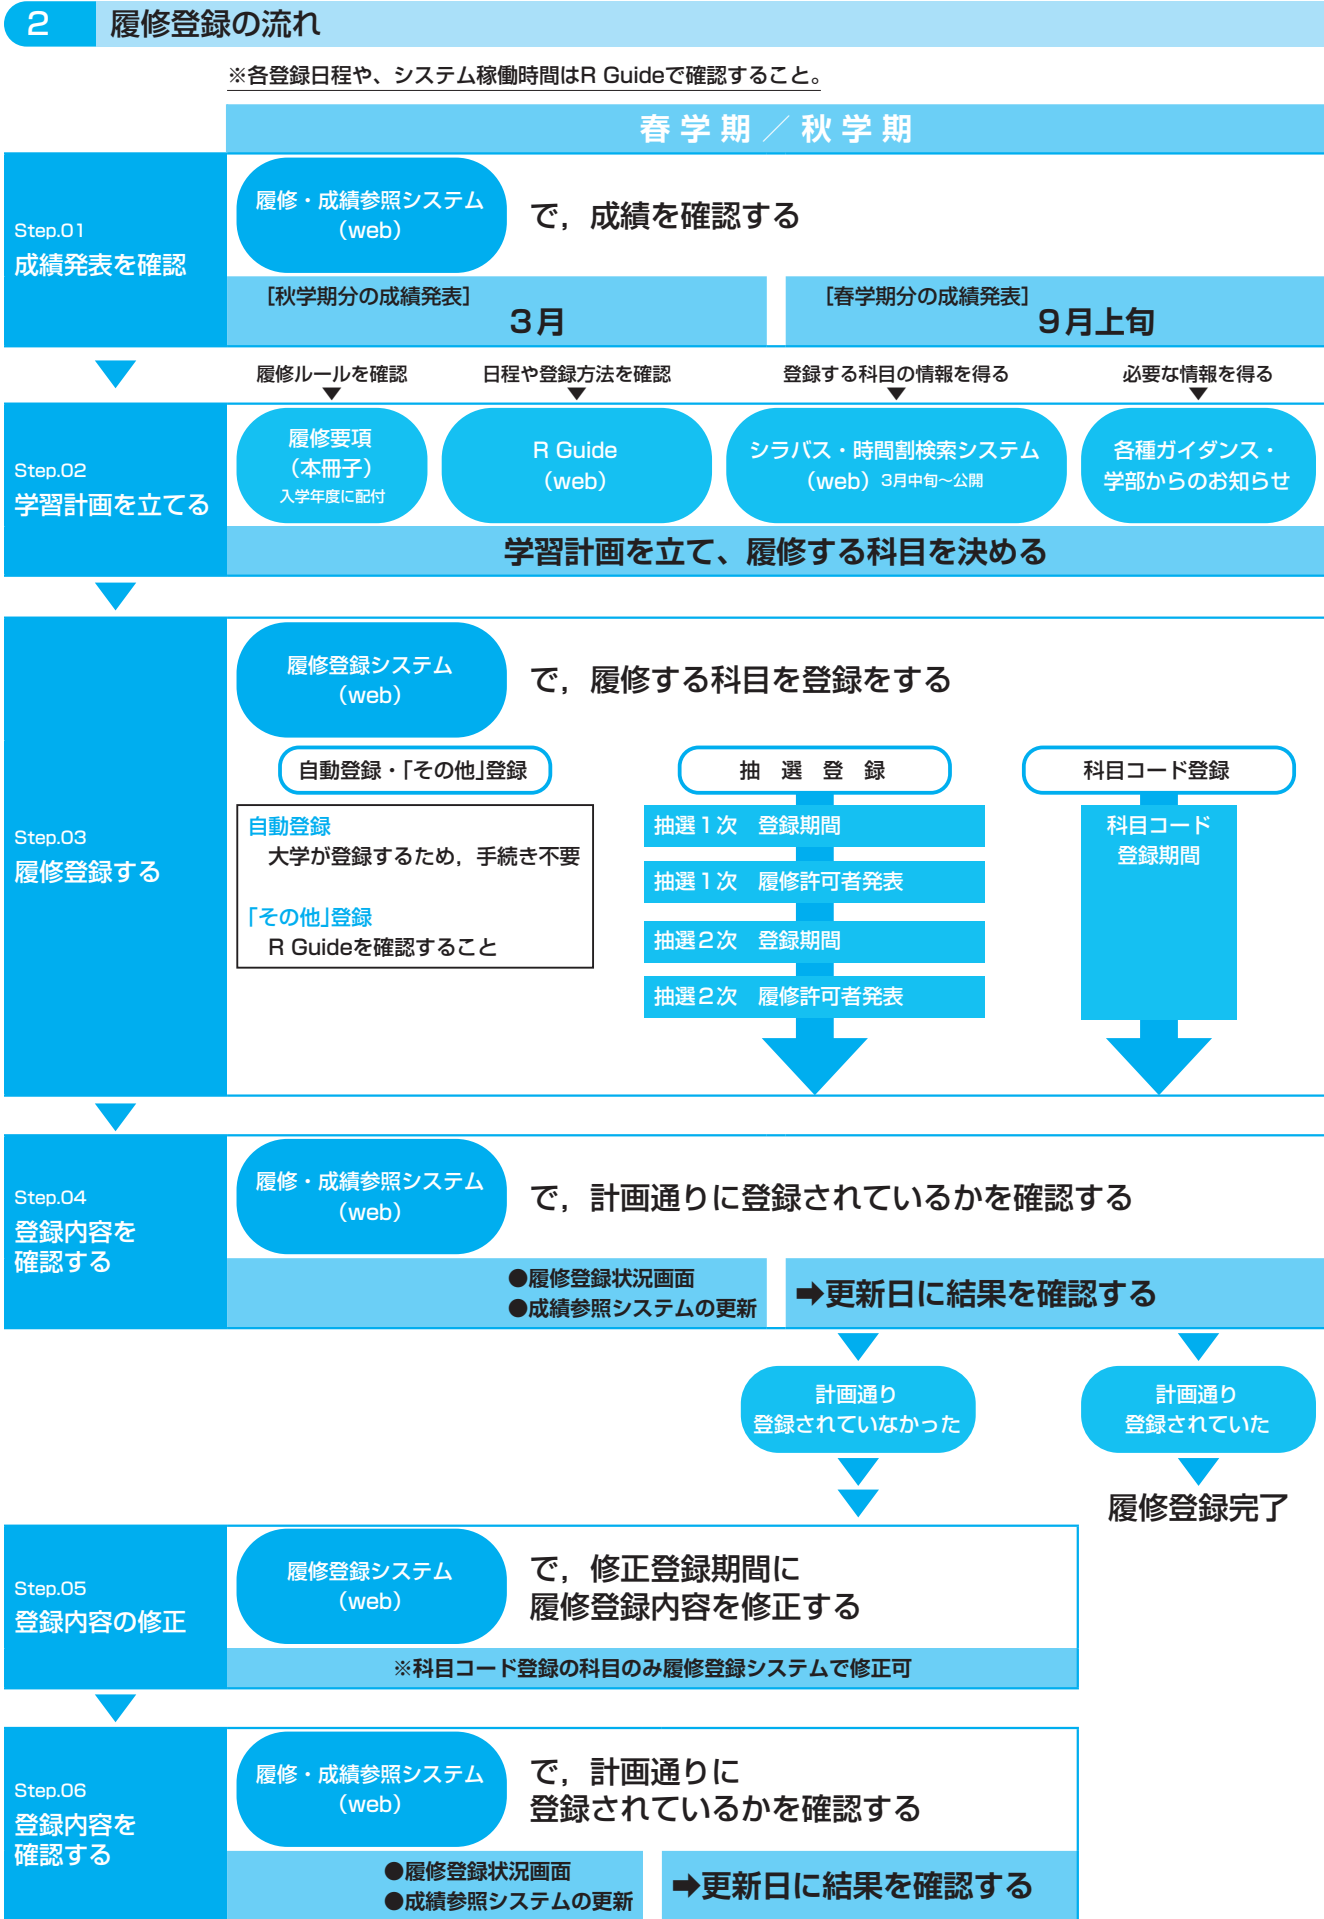 2 履修登録の流れ
※各登録日程や、システム稼働時間はR Guideで確認すること。
春学期／秋学期
Step.01
成績発表を確認
履修・成績参照システム
（web）
で，成績を確認する
［秋学期分の成績発表］
3月
［春学期分の成績発表］
9月上旬
履修ルールを確認
日程や登録方法を確認
登録する科目の情報を得る
必要な情報を得る
Step.02
学習計画を立てる
履修要項
（本冊子）
入学年度に配付
R Guide
（web）
シラバス・時間割検索システム
（web）3月中旬～公開
各種ガイダンス・
学部からのお知らせ
学習計画を立て、履修する科目を決める
Step.03
履修登録する
履修登録システム
（web）
で，履修する科目を登録をする
自動登録・「その他」登録
自動登録
大学が登録するため，手続き不要
「その他」登録
R Guideを確認すること
抽選登録
抽選1次　登録期間
抽選1次　履修許可者発表
抽選2次　登録期間
抽選2次　履修許可者発表
科目コード登録
科目コード
登録期間
Step.04
登録内容を
確認する
履修・成績参照システム
（web）
で，計画通りに登録されているかを確認する
●履修登録状況画面
●成績参照システムの更新
➡更新日に結果を確認する
計画通り
登録されていなかった
計画通り
登録されていた
履修登録完了
Step.05
登録内容の修正
履修登録システム
（web）
で，修正登録期間に
履修登録内容を修正する
※科目コード登録の科目のみ履修登録システムで修正可
Step.06
登録内容を
確認する
履修・成績参照システム
（web）
で，計画通りに
登録されているかを確認する
●履修登録状況画面
●成績参照システムの更新
➡更新日に結果を確認する